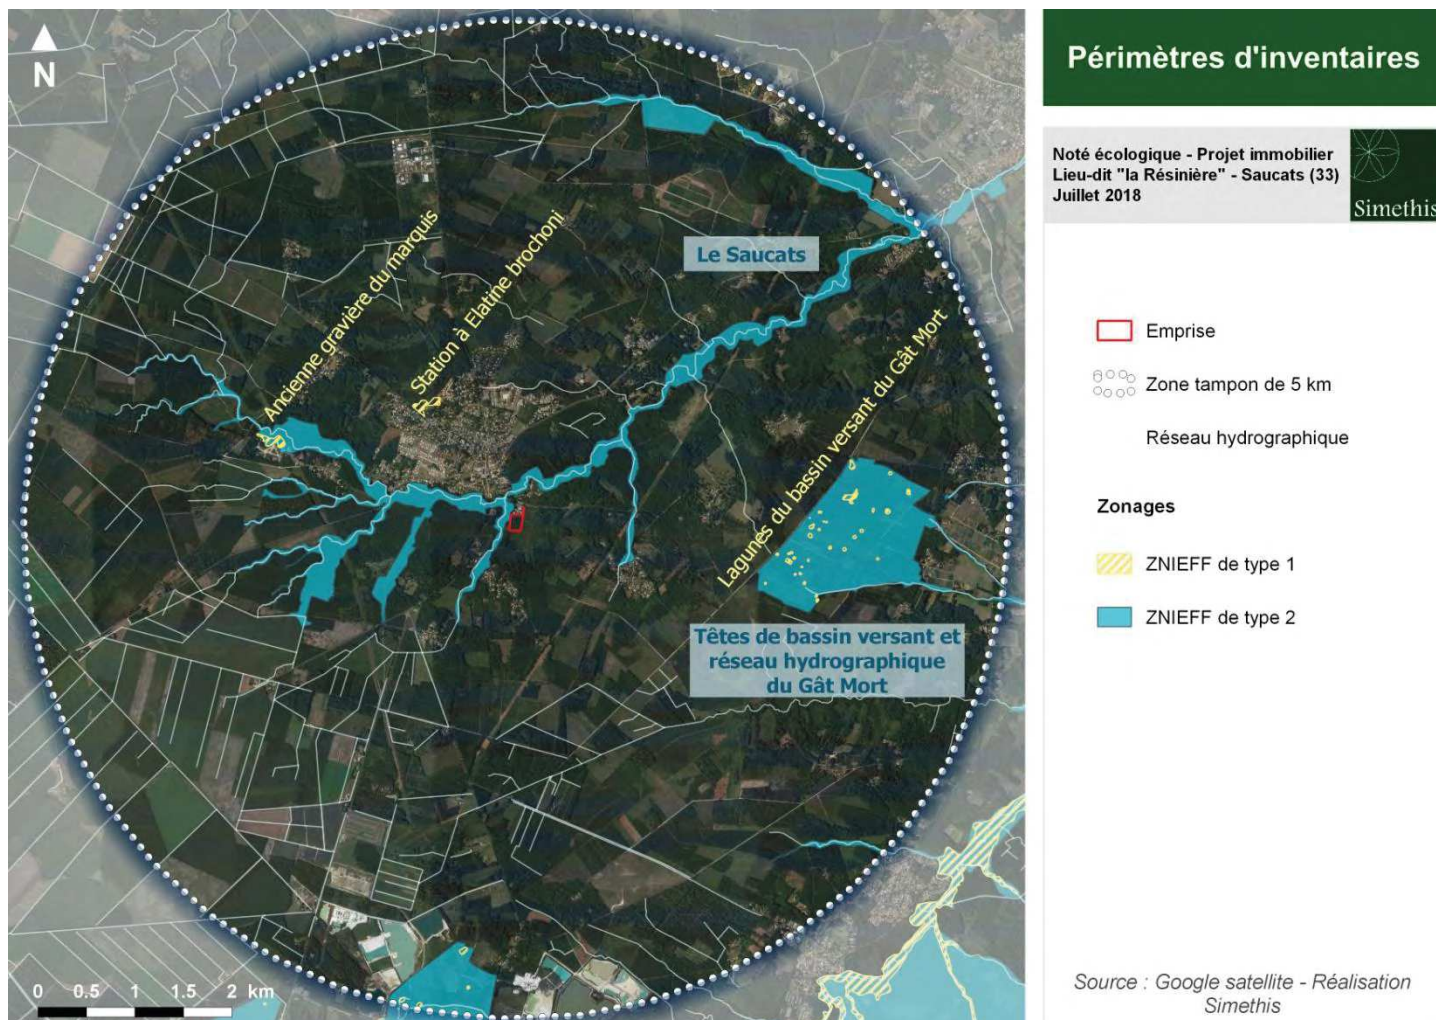 N
Ancienne gravière du marquis
Station à Elatine brochoni
Le Saucats
Lagunes du bassin versant du Gât Mort
Têtes de bassin versant et
réseau hydrographique
du Gât Mort
0 0.5 1 1.5 2 km
Périmètres d'inventaires
Noté écologique - Projet immobilier
Lieu-dit "la Résinière" - Saucats (33)
Juillet 2018
Simethis
Emprise
Zone tampon de 5 km
Réseau hydrographique
Zonages
ZNIEFF de type 1
ZNIEFF de type 2
Source : Google satellite - Réalisation
Simethis